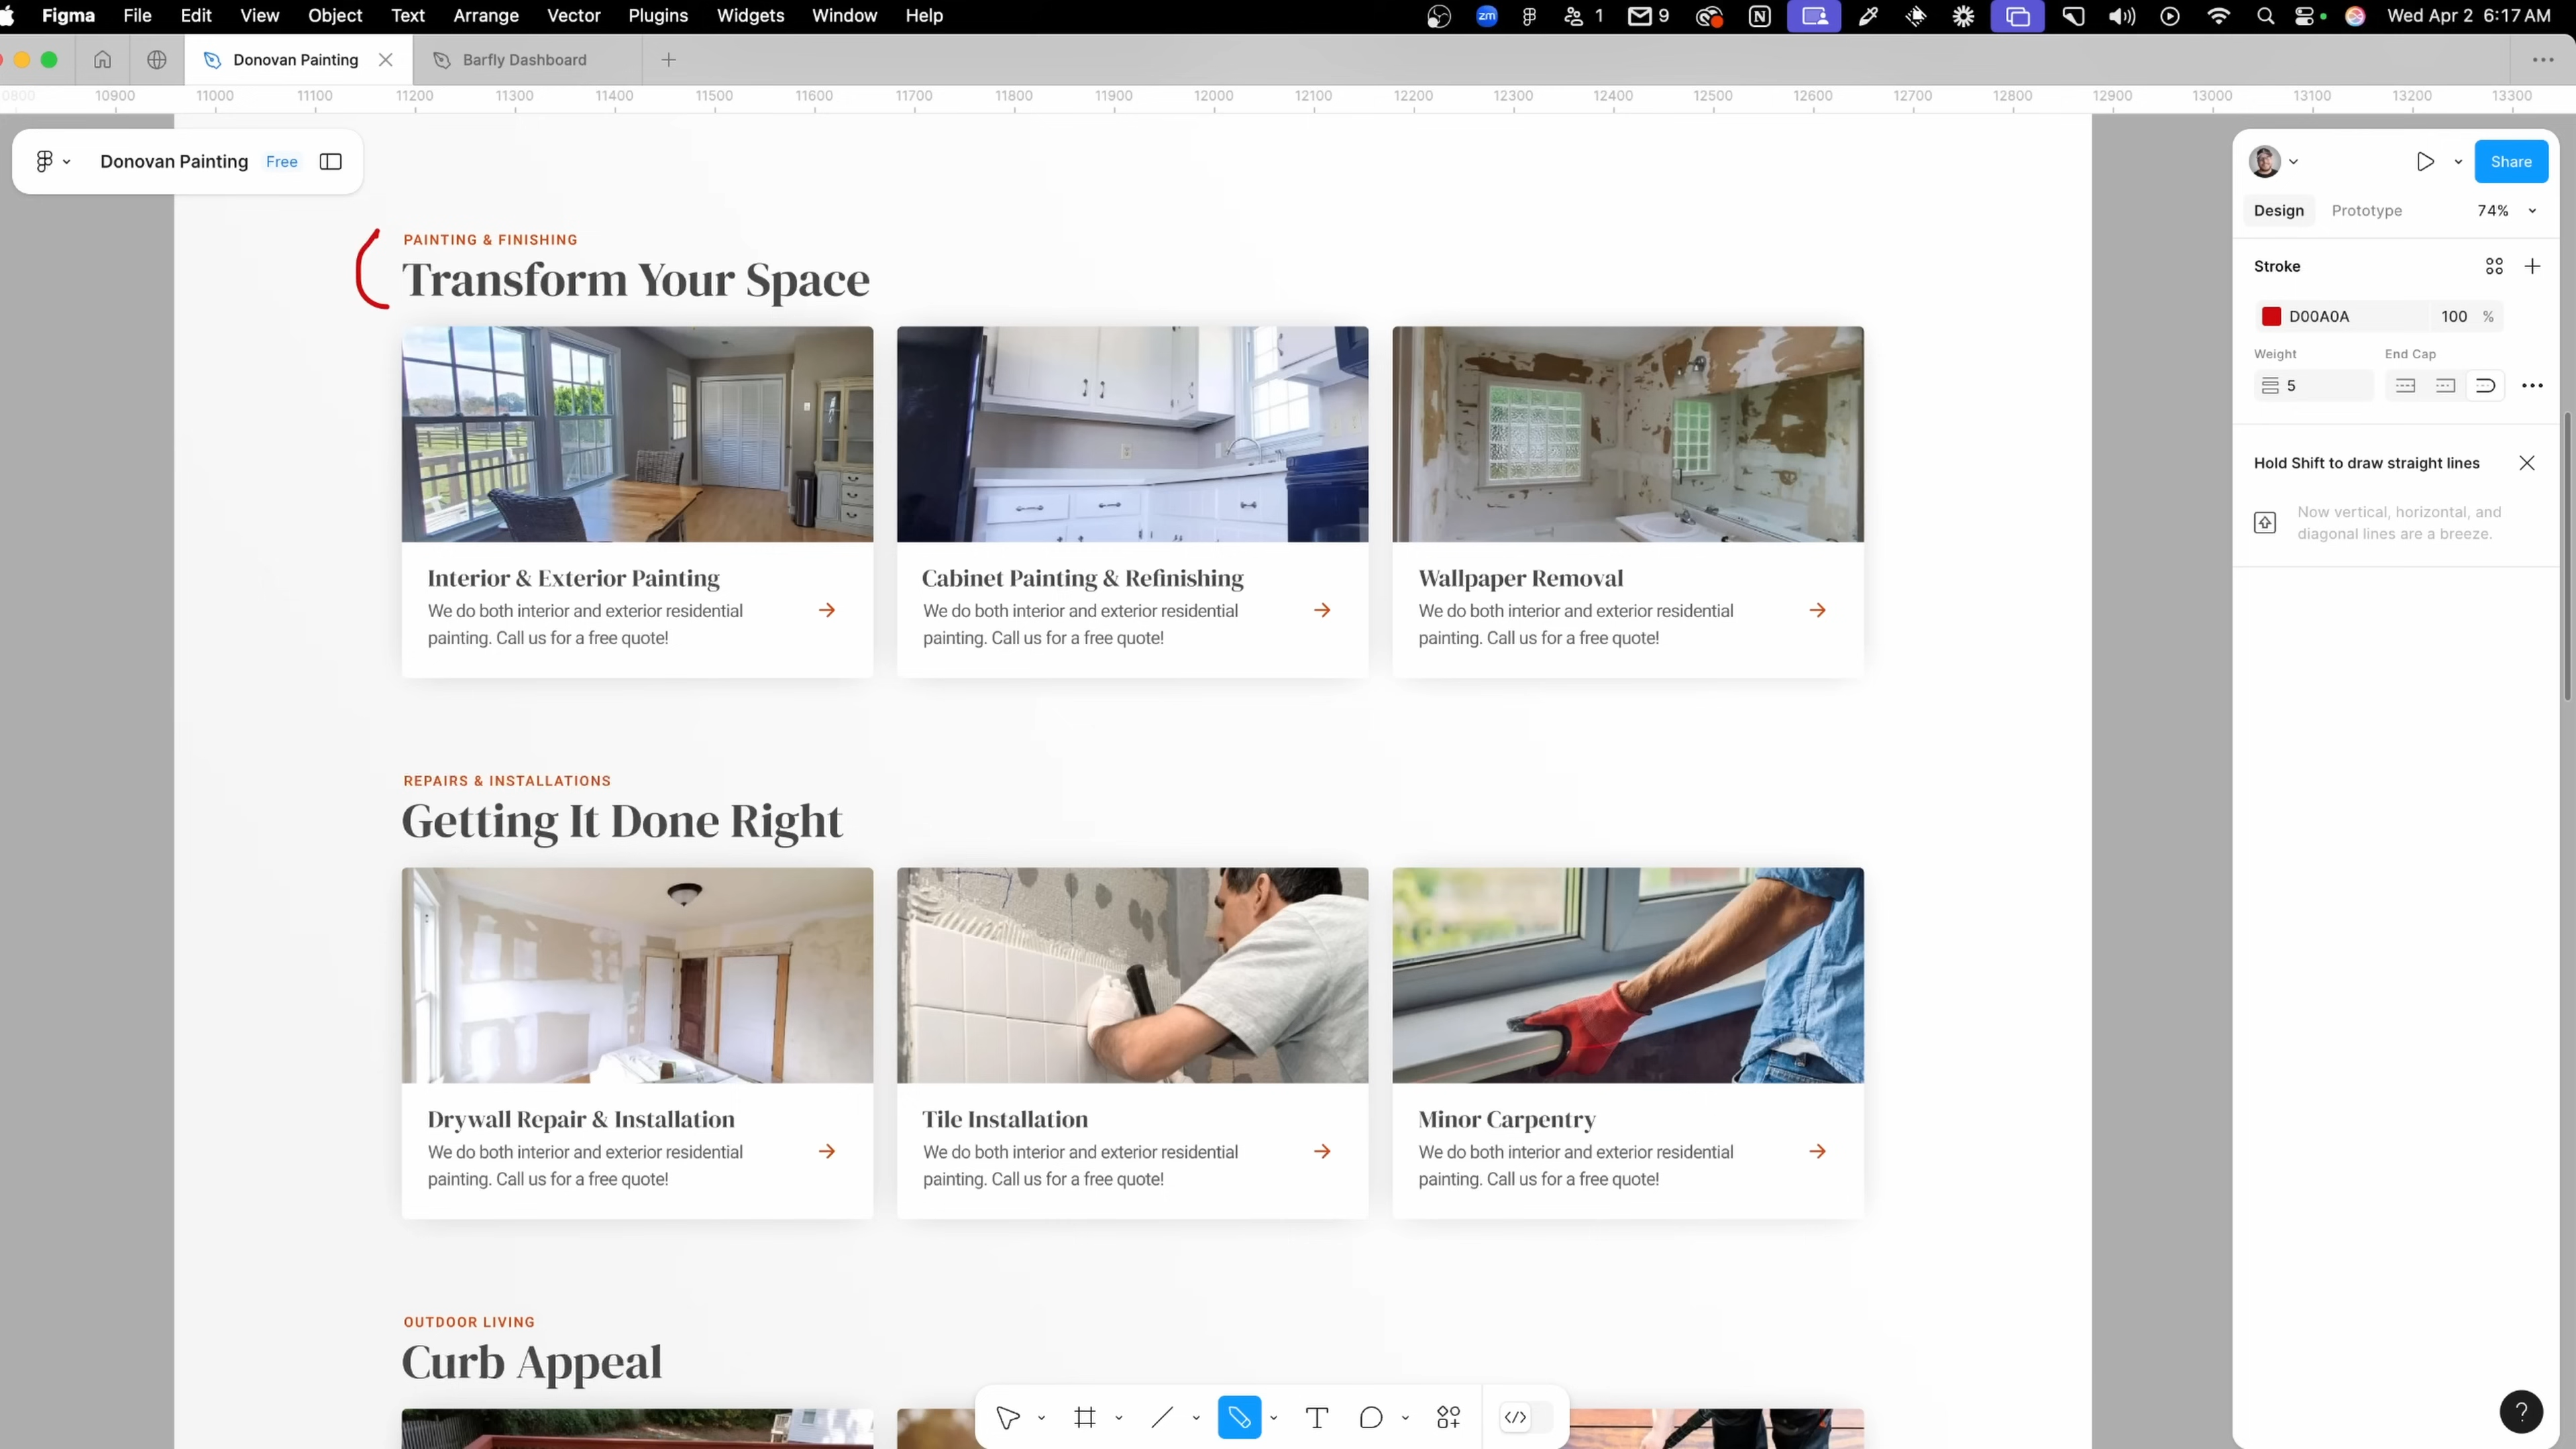 Figma File Edit View Object Text Arrange Vector Plugins Widgets Window Help zm 1 9 Wed Apr 2 6:17 AM
Donovan Painting Barfly Dashboard
0800 10900 11000 11100 11200 11300 11400 11500 11600 11700 11800 11900 12000 12100 12200 12300 12400 12500 12600 12700 12800 12900 13000 13100 13200 13300
Donovan Painting Free
Share
Design Prototype 74%
Stroke
D00A0A 100 %
Weight End Cap
5
Hold Shift to draw straight lines
Now vertical, horizontal, and
diagonal lines are a breeze.
PAINTING & FINISHING
Transform Your Space
Interior & Exterior Painting
We do both interior and exterior residential
painting. Call us for a free quote!
Cabinet Painting & Refinishing
We do both interior and exterior residential
painting. Call us for a free quote!
Wallpaper Removal
We do both interior and exterior residential
painting. Call us for a free quote!
REPAIRS & INSTALLATIONS
Getting It Done Right
Drywall Repair & Installation
We do both interior and exterior residential
painting. Call us for a free quote!
Tile Installation
We do both interior and exterior residential
painting. Call us for a free quote!
Minor Carpentry
We do both interior and exterior residential
painting. Call us for a free quote!
OUTDOOR LIVING
Curb Appeal
?